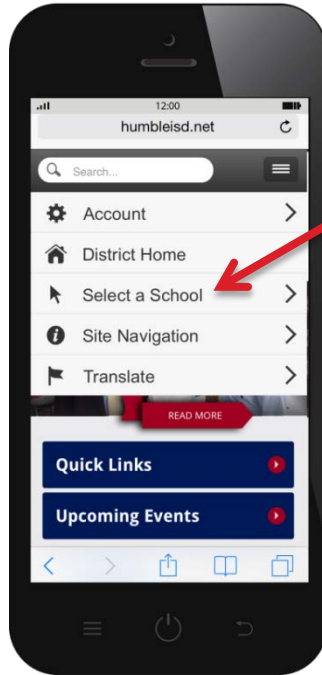 12:00
humbleisd.net
Search...
Account
District Home
Select a School
Site Navigation
Translate
READ MORE
Quick Links
Upcoming Events